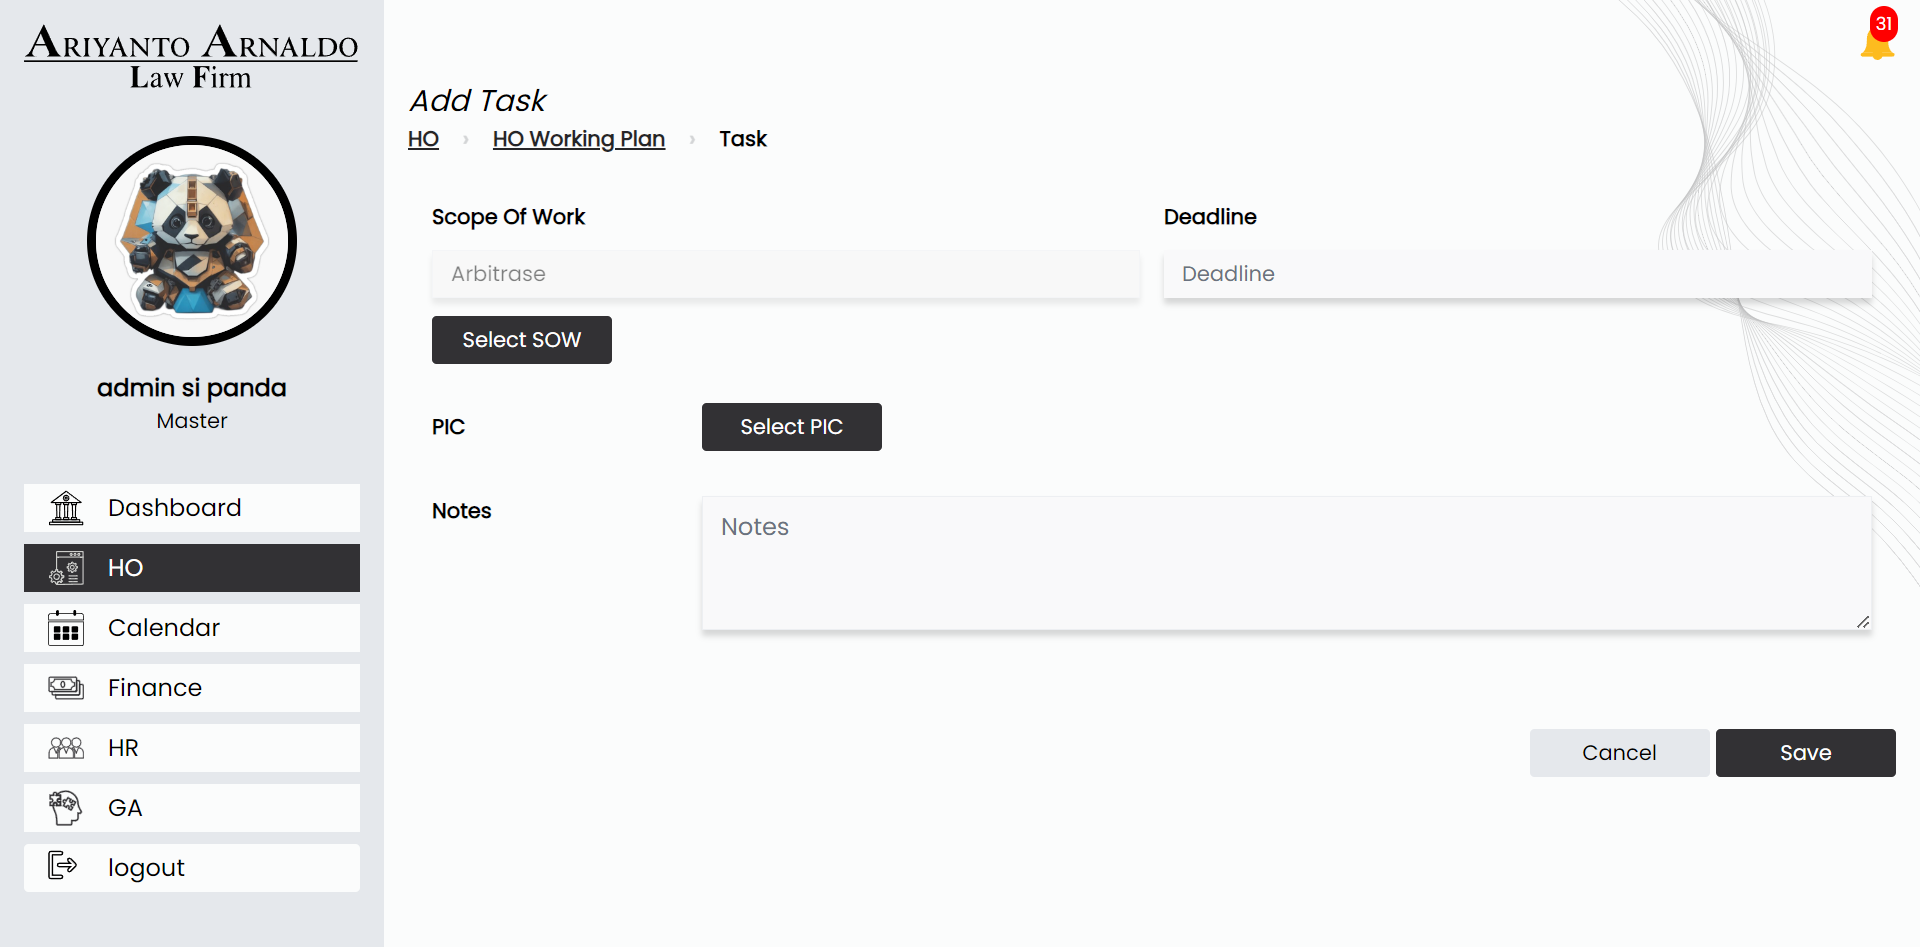 ARIYANTO ARNALDO
Law Firm
admin si panda
Master
Dashboard
HO
Calendar
Finance
HR
GA
logout
31
Add Task
HO › HO Working Plan › Task
Scope Of Work
Deadline
Arbitrase
Deadline
Select SOW
PIC
Select PIC
Notes
Notes
Cancel
Save